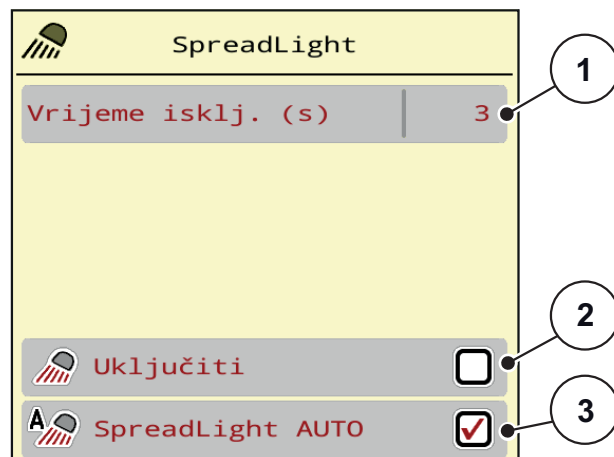 SpreadLight
1
Vrijeme isklj. (s) 3
2
Uključiti
3
A
SpreadLight AUTO